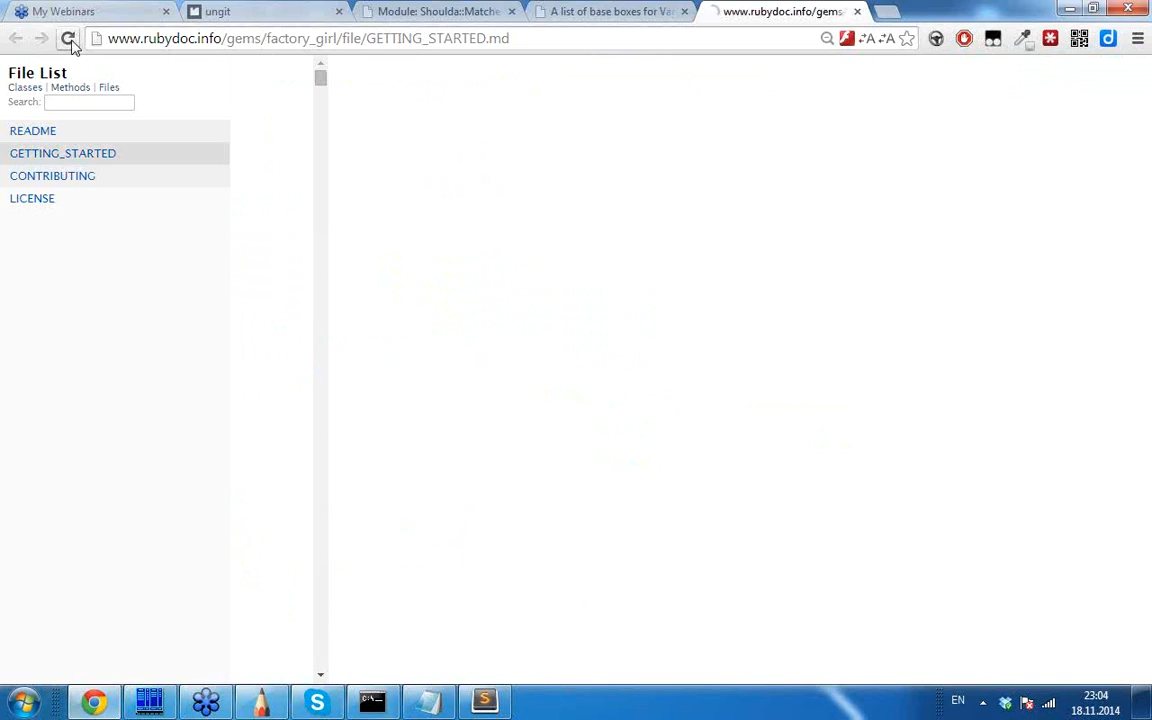 My Webinars
ungit
Module: Shoulda::Matche
A list of base boxes for Va
www.rubydoc.info/gems
www.rubydoc.info/gems/factory_girl/file/GETTING_STARTED.md
File List
Classes | Methods | Files
Search:
README
GETTING_STARTED
CONTRIBUTING
LICENSE
EN
23:04
18.11.2014